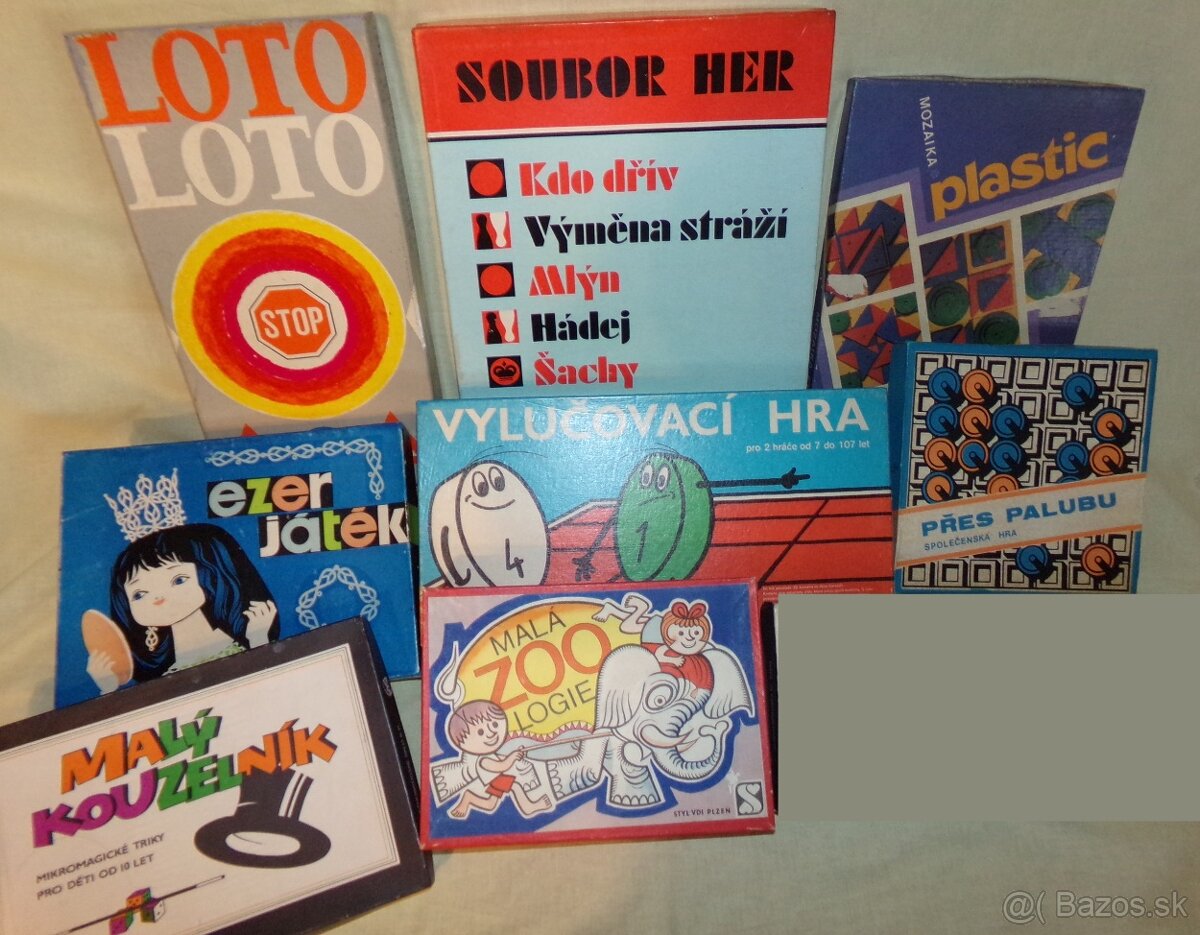 LOTO
LOTO
STOP
SOUBOR HER
Kdo dřív
Výměna stráží
Mlýn
Hádej
Šachy
MOZAIKA
plastic
ezer
játék
VYLUČOVACÍ HRA
pro 2 hráče od 7 do 107 let
4
1
PŘES PALUBU
SPOLEČENSKÁ HRA
MALÝ
KOUZELNÍK
MIKROMAGICKÉ TRIKY
PRO DĚTI OD 10 LET
MALÁ
ZOO
LOGIE
STYL VDI PLZEŇ
S
@( Bazos.sk